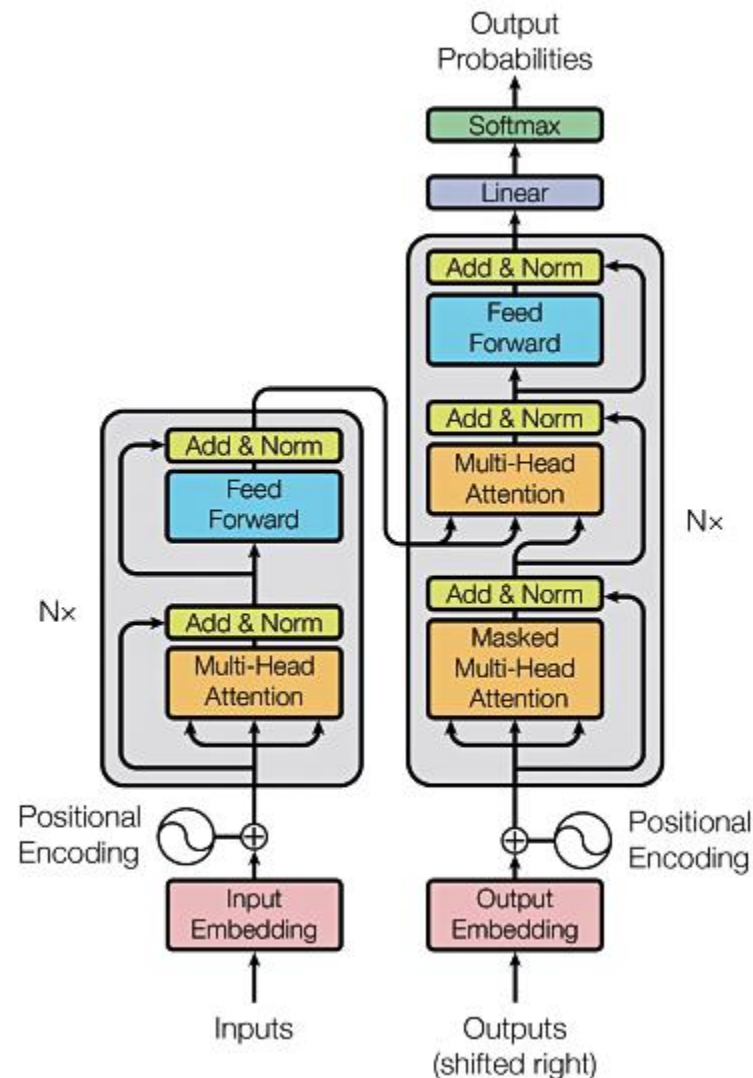 Output
Probabilities
Softmax
Linear
Add & Norm
Feed
Forward
Add & Norm
Multi-Head
Attention
Nx
Add & Norm
Masked
Multi-Head
Attention
Add & Norm
Feed
Forward
Nx
Add & Norm
Multi-Head
Attention
Positional
Encoding
Positional
Encoding
Input
Embedding
Output
Embedding
Inputs
Outputs
(shifted right)